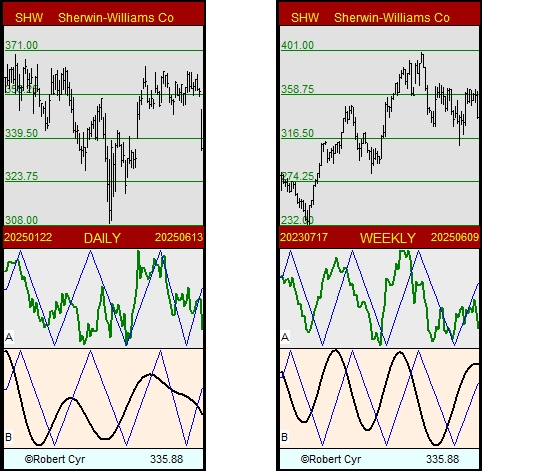 SHW Sherwin-Williams Co
371.00
355.25
339.50
323.75
308.00
20250122 DAILY 20250613
A
B
©Robert Cyr 335.88
SHW Sherwin-Williams Co
401.00
358.75
316.50
274.25
232.00
20230717 WEEKLY 20250609
A
B
©Robert Cyr 335.88